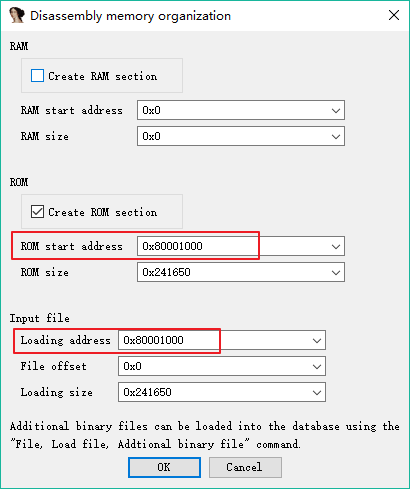 Disassembly memory organization
RAM
Create RAM section
RAM start address 0x0
RAM size 0x0
ROM
Create ROM section
ROM start address 0x80001000
ROM size 0x241650
Input file
Loading address 0x80001000
File offset 0x0
Loading size 0x241650
Additional binary files can be loaded into the database using the
"File, Load file, Addtional binary file" command.
OK Cancel